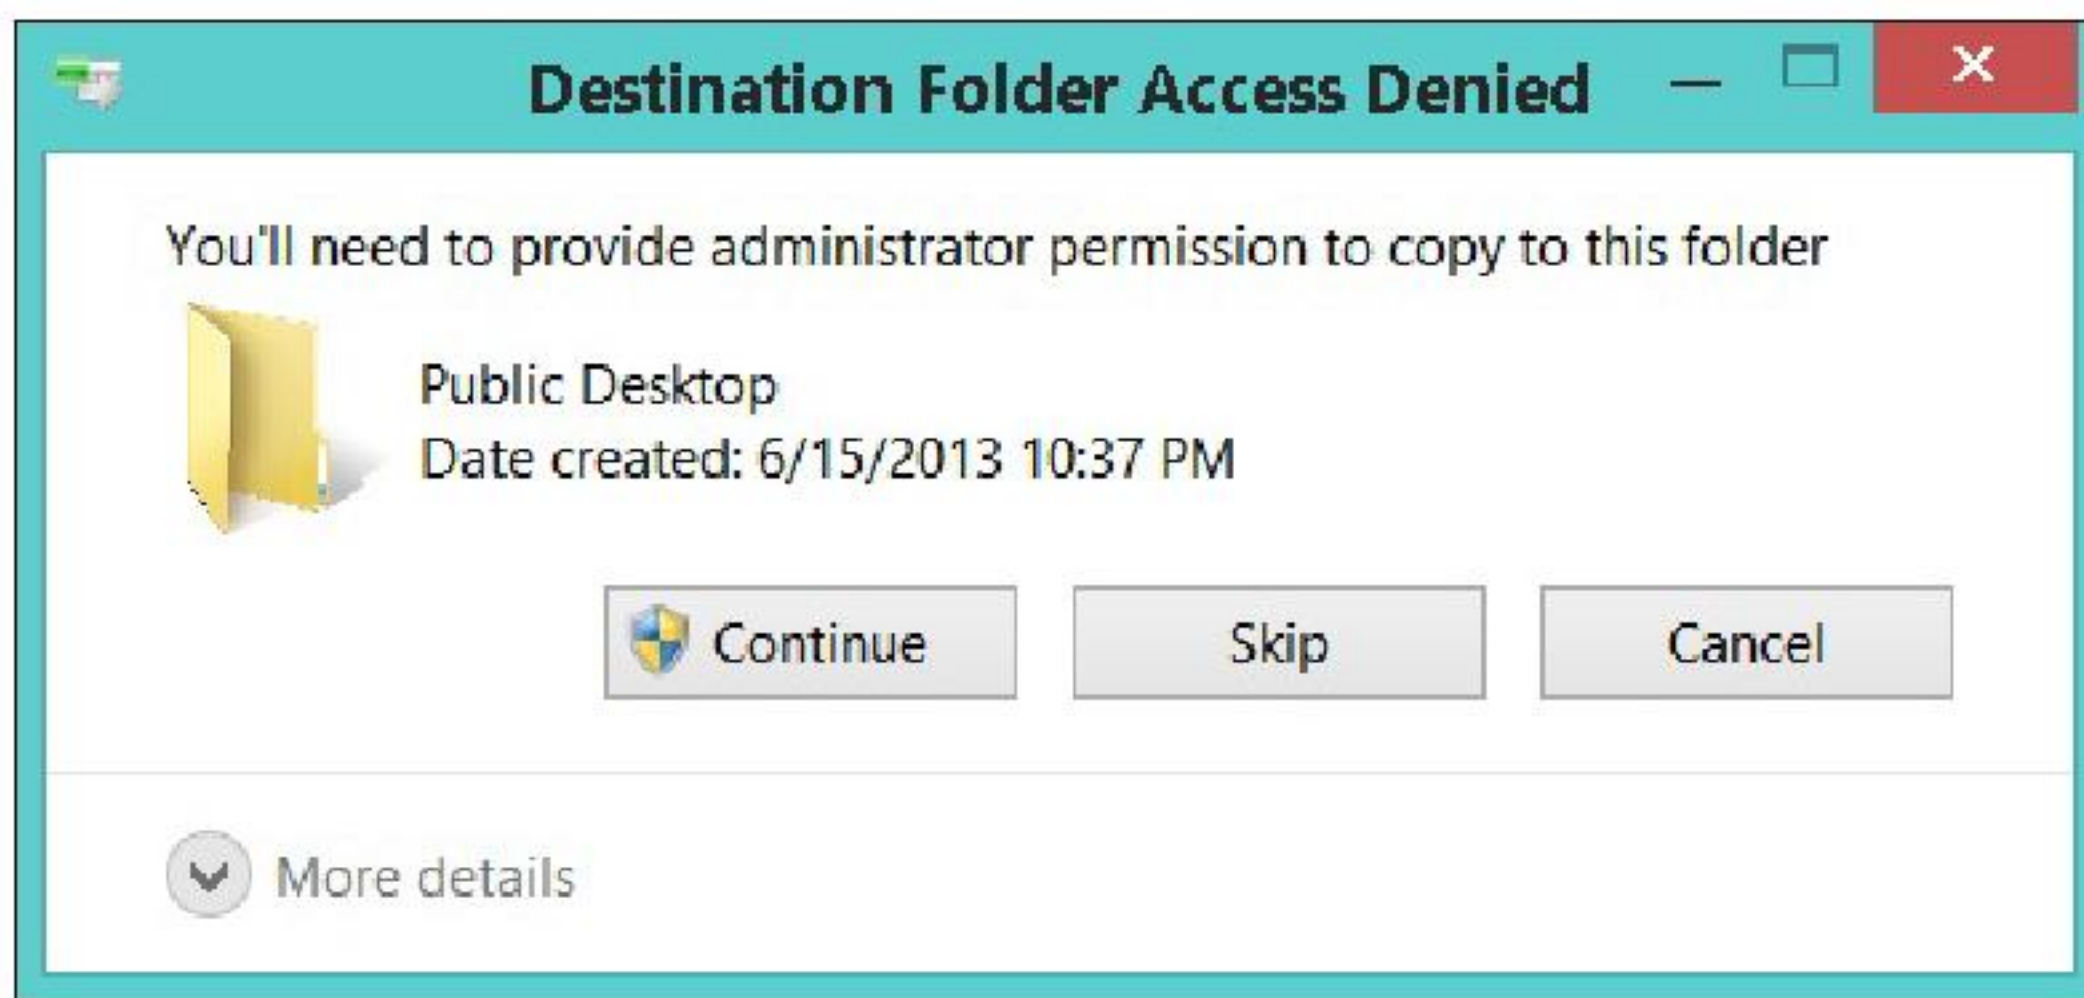 Destination Folder Access Denied
You'll need to provide administrator permission to copy to this folder
Public Desktop
Date created: 6/15/2013 10:37 PM
Continue
Skip
Cancel
More details